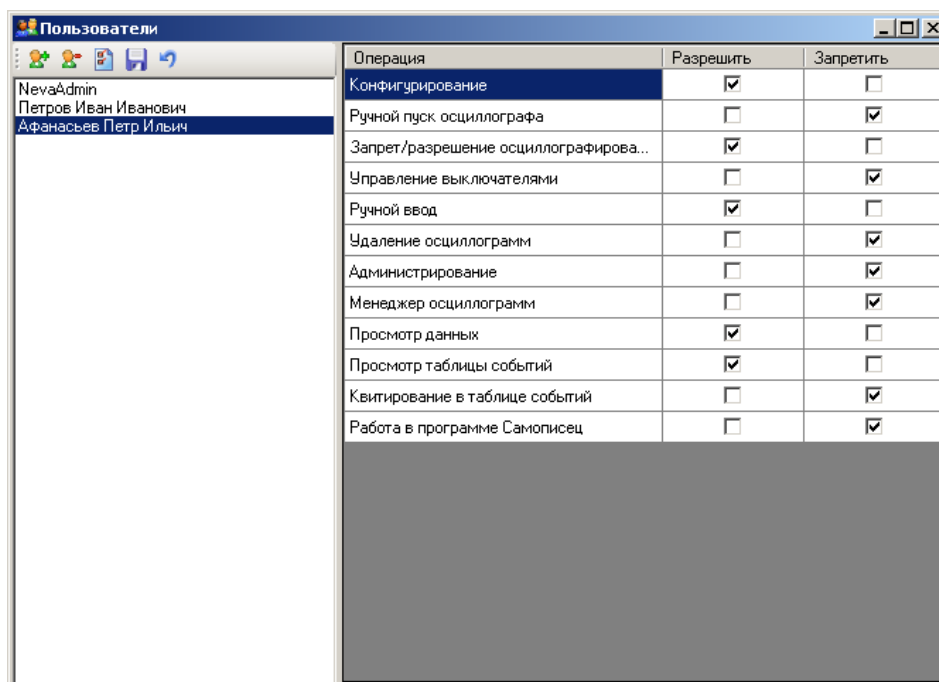 Пользователи
NevaAdmin
Петров Иван Иванович
Афанасьев Петр Ильич
Операция Разрешить Запретить
Конфигурирование
Ручной пуск осциллографа
Запрет/разрешение осциллографирова...
Управление выключателями
Ручной ввод
Удаление осциллограмм
Администрирование
Менеджер осциллограмм
Просмотр данных
Просмотр таблицы событий
Квитирование в таблице событий
Работа в программе Самописец